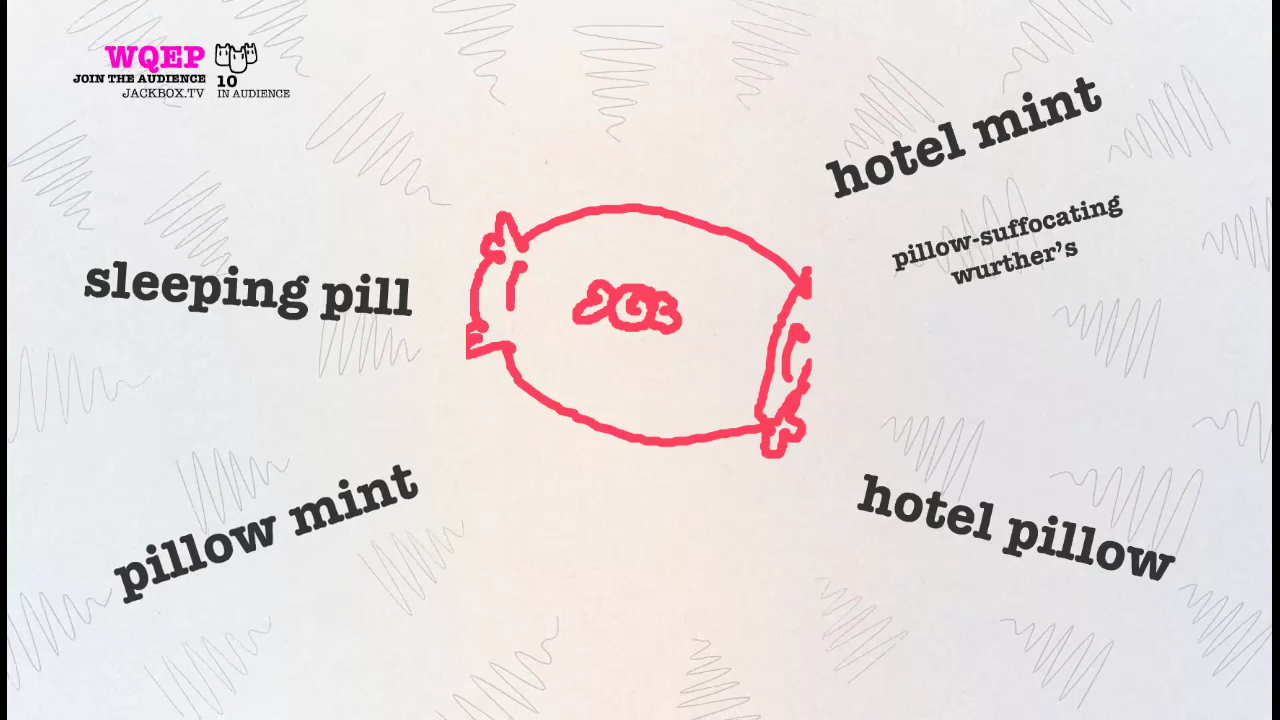 WQEP
JOIN THE AUDIENCE
JACKBOX.TV
10
IN AUDIENCE
hotel mint
pillow-suffocating
wurther's
sleeping pill
pillow mint
hotel pillow